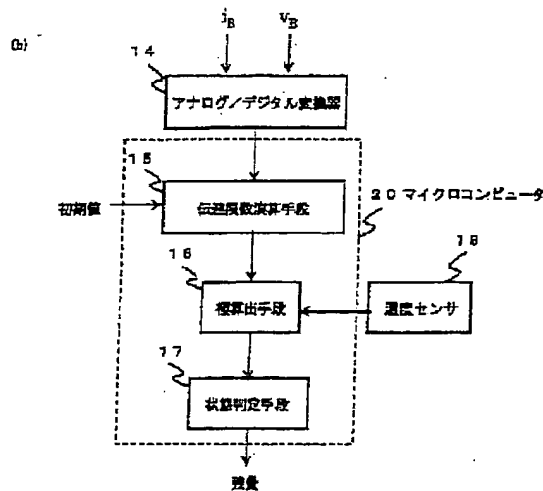 (b)
i_B v_B
14
アナログ／デジタル変換器
15
初期値
伝達関数演算手段
20 マイクロコンピュータ
16
極算出手段
18
温度センサ
17
状態判定手段
残量